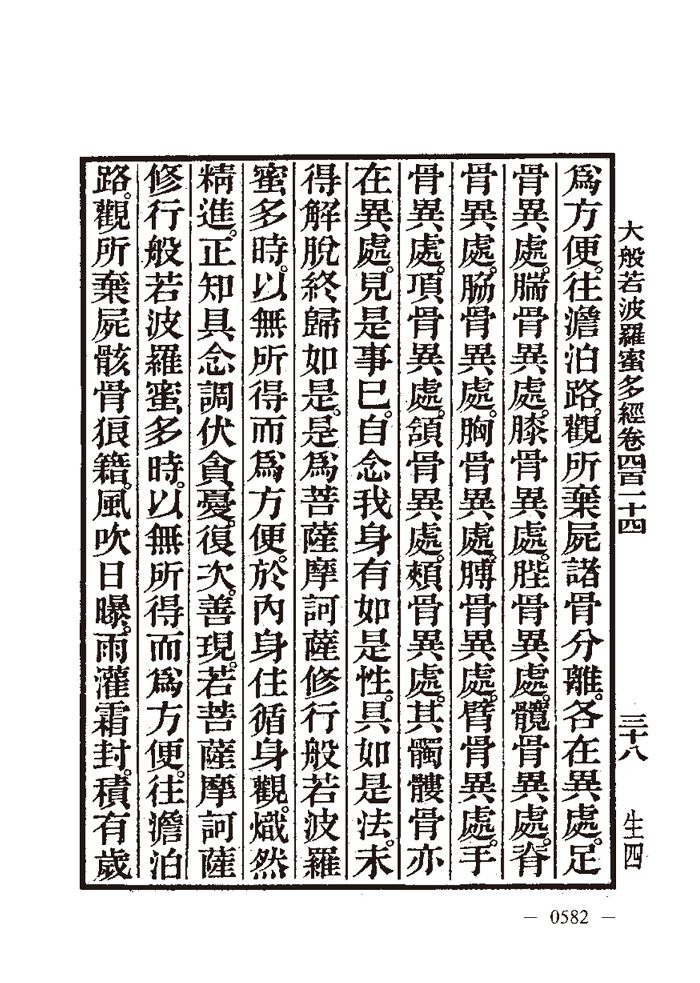 大般若波羅蜜多經卷四百一十四 三十八 生四
爲方便。往澹泊路。觀所棄屍諸骨分離。各在異處。足
骨異處。腨骨異處。膝骨異處。䏶骨異處。髖骨異處。脊
骨異處。脇骨異處。胸骨異處。膊骨異處。臂骨異處。手
骨異處。項骨異處。頷骨異處。頰骨異處。其髑髏骨亦
在異處。見是事已。自念我身有如是性。具如是法。未
得解脫終歸如是。是爲菩薩摩訶薩修行般若波羅
蜜多時。以無所得而爲方便。於內身住循身觀。熾然
精進。正知具念調伏貪憂。復次。善現。若菩薩摩訶薩
修行般若波羅蜜多時。以無所得而爲方便。往澹泊
路。觀所棄屍骸骨狼籍。風吹日曝。雨灌霜封。積有歲
— 0582 —